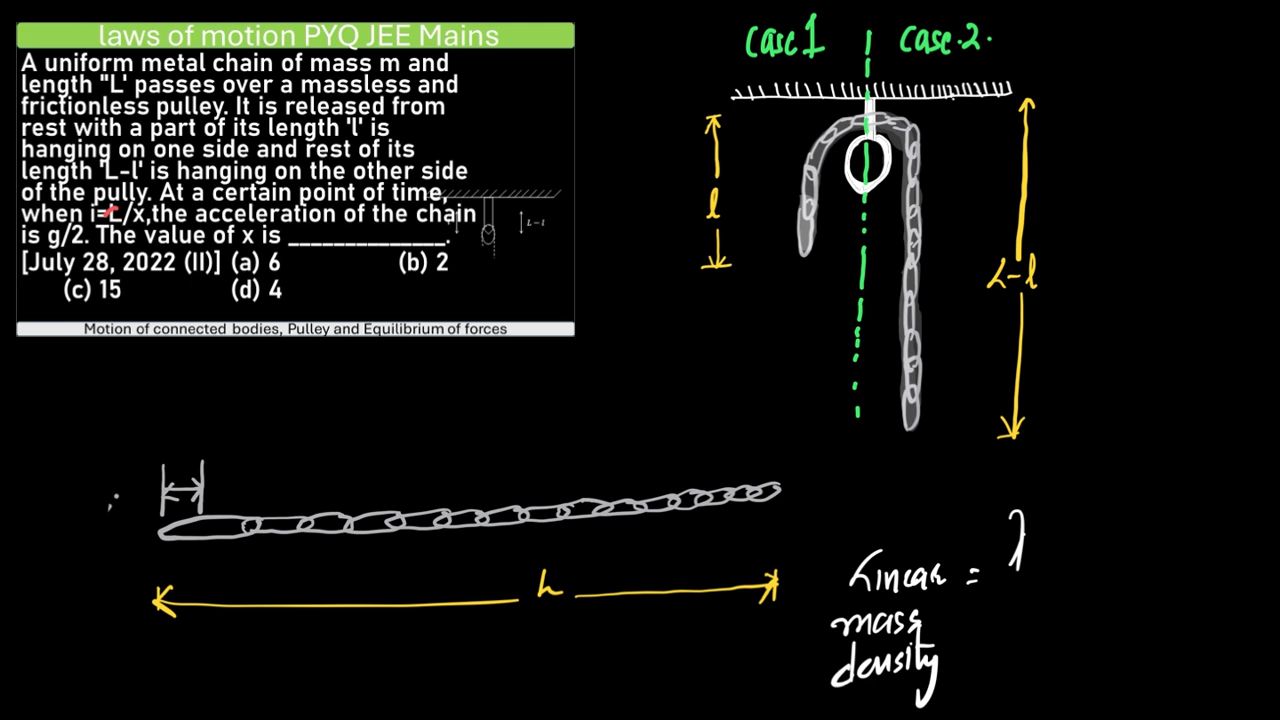 laws of motion PYQ JEE Mains
A uniform metal chain of mass m and
length "L' passes over a massless and
frictionless pulley. It is released from
rest with a part of its length 'l' is
hanging on one side and rest of its
length 'L-l' is hanging on the other side
of the pully. At a certain point of time,
when i=L/x,the acceleration of the chain
is g/2. The value of x is ______________.
[July 28, 2022 (II)] (a) 6 (b) 2
(c) 15 (d) 4
L-l
Motion of connected bodies, Pulley and Equilibrium of forces
case 1 case.2.
l
L-l
L
Linear = λ
mass
density